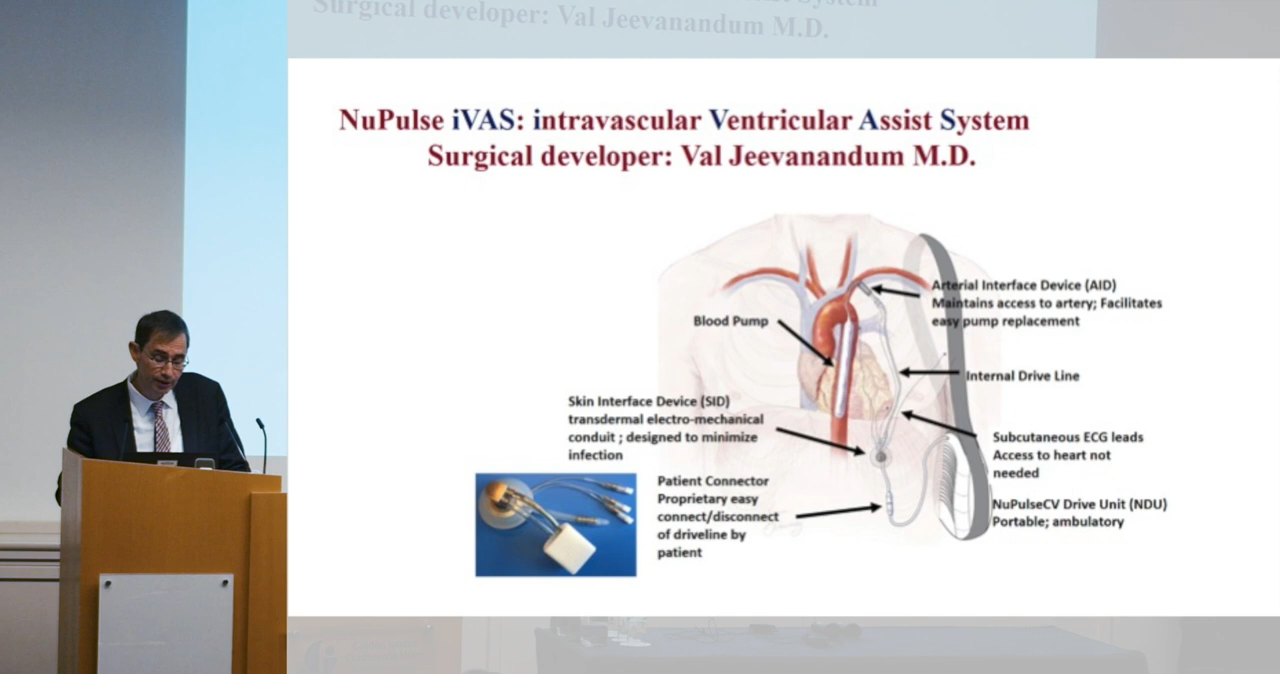 System
Surgical developer: Val Jeevanandum M.D.
NuPulse iVAS: intravascular Ventricular Assist System
Surgical developer: Val Jeevanandum M.D.
Arterial Interface Device (AID)
Maintains access to artery; Facilitates
easy pump replacement
Blood Pump
Internal Drive Line
Skin Interface Device (SID)
transdermal electro-mechanical
conduit ; designed to minimize
infection
Subcutaneous ECG leads
Access to heart not
needed
Patient Connector
Proprietary easy
connect/disconnect
of driveline by
patient
NuPulseCV Drive Unit (NDU)
Portable; ambulatory